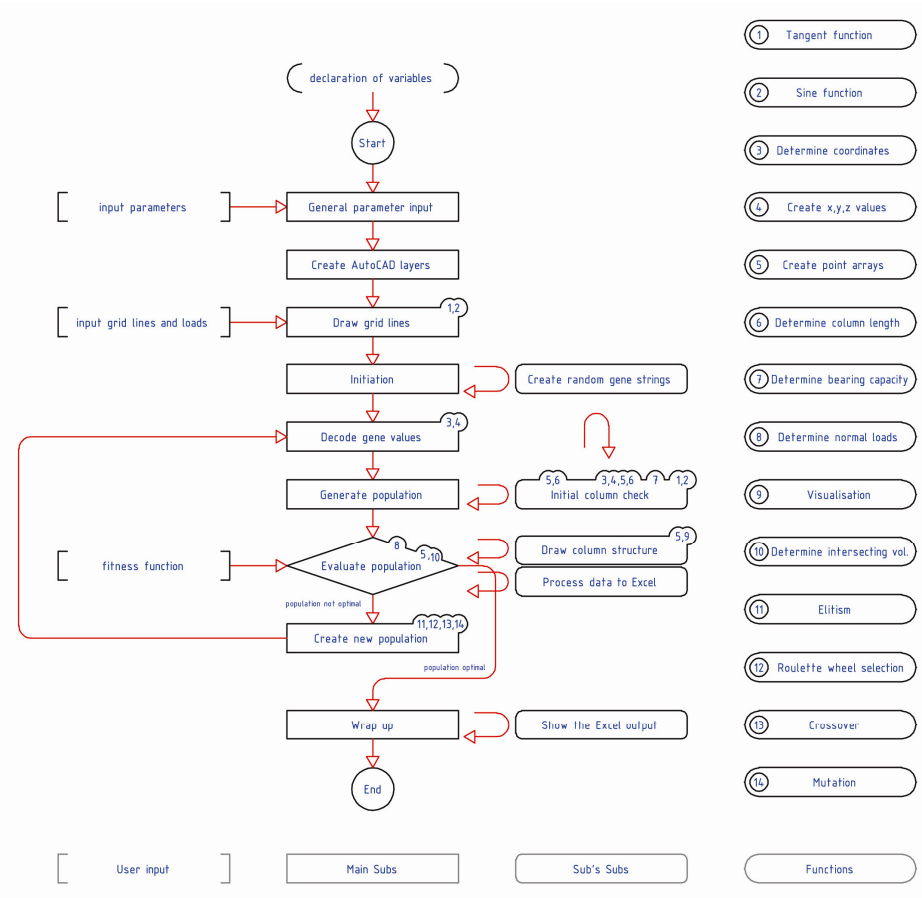 declaration of variables
Start
input parameters
General parameter input
Create AutoCAD layers
input grid lines and loads
Draw grid lines
1,2
Initiation
Create random gene strings
Decode gene values
3,4
Generate population
5,6
3,4,5,6
7
1,2
Initial column check
fitness function
Evaluate population
8
5,10
Draw column structure
5,9
Process data to Excel
population not optimal
Create new population
11,12,13,14
population optimal
Wrap up
Show the Excel output
End
1 Tangent function
2 Sine function
3 Determine coordinates
4 Create x,y,z values
5 Create point arrays
6 Determine column length
7 Determine bearing capacity
8 Determine normal loads
9 Visualisation
10 Determine intersecting vol.
11 Elitism
12 Roulette wheel selection
13 Crossover
14 Mutation
User input
Main Subs
Sub's Subs
Functions